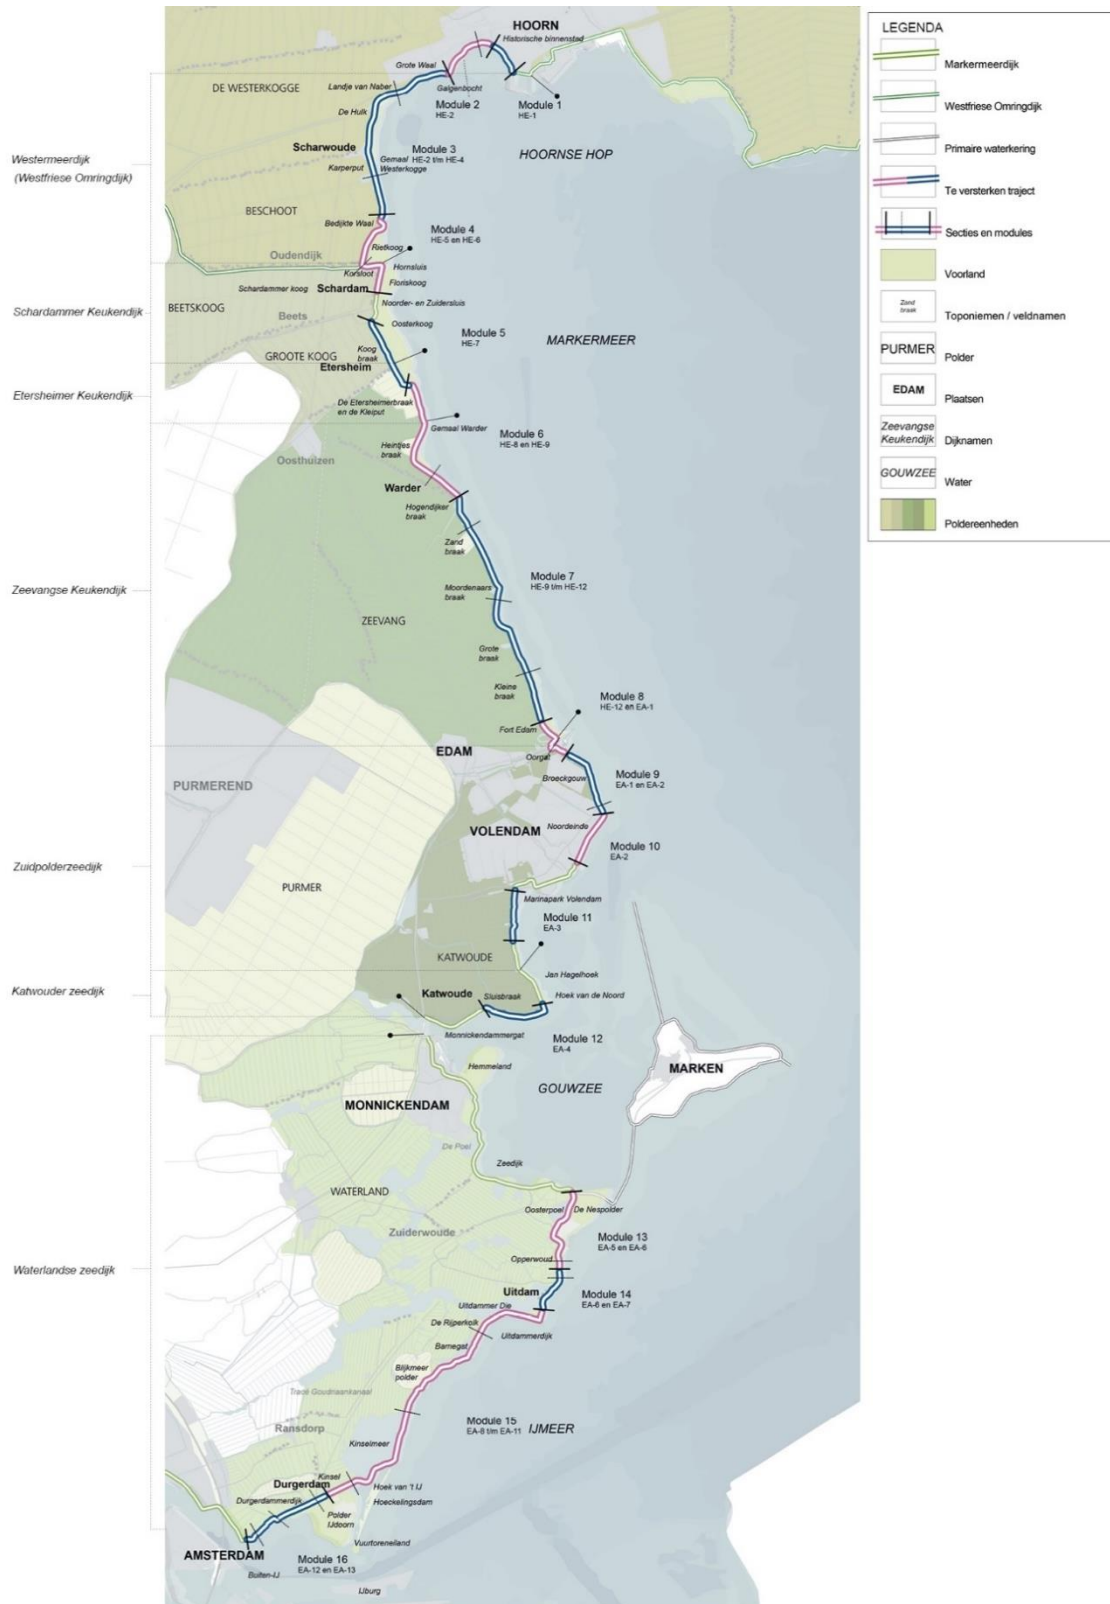 HOORN
Historische binnenstad
Grote Waal
Galgenbocht
Landje van Naber
DE WESTERKOGGE
De Hulk
Module 2
HE-2
Module 1
HE-1
Scharwoude
Module 3
HE-2 t/m HE-4
Gemaal
Westerkogge
HOORNSE HOP
Karperput
Westermeerdijk
(Westfriese Omringdijk)
BESCHOOT
Bedijkte Waal
Module 4
HE-5 en HE-6
Rietkoog
Oudendijk
Korsloot
Hornsluis
Floriskoog
Schardammer koog
Schardam
Noorder- en Zuidersluis
BEETSKOOG
Schardammer Keukendijk
Beets
Oosterkoog
Module 5
HE-7
MARKERMEER
Koog
braak
GROOTE KOOG
Etersheim
Etersheimer Keukendijk
De Etersheimerbraak
en de Kleiput
Gemaal Warder
Module 6
HE-8 en HE-9
Heintjes
braak
Oosthuizen
Warder
Hogendijker
braak
Zand
braak
Module 7
HE-9 t/m HE-12
Moordenaars
braak
Zeevangse Keukendijk
ZEEVANG
Grote
braak
Kleine
braak
Module 8
HE-12 en EA-1
Fort Edam
EDAM
Oorgat
PURMEREND
Broeckgouw
Module 9
EA-1 en EA-2
VOLENDAM
Noordeinde
Module 10
EA-2
Zuidpolderzeedijk
PURMER
Marinapark Volendam
Module 11
EA-3
KATWOUDE
Jan Hagelhoek
Katwouder zeedijk
Katwoude
Sluisbraak
Hoek van de Noord
Monnickendammergat
Module 12
EA-4
Hemmeland
GOUWZEE
MARKEN
MONNICKENDAM
De Poel
Zeedijk
WATERLAND
Oosterpoel
De Nespolder
Zuiderwoude
Module 13
EA-5 en EA-6
Opperwoud
Waterlandse zeedijk
Uitdam
Module 14
EA-6 en EA-7
Uitdammer Die
De Rijperkolk
Uitdammerdijk
Barnegat
Blijkmeer
polder
Tracé Goudriaankanaal
Module 15
EA-8 t/m EA-11
IJMEER
Ransdorp
Kinselmeer
Kinsel
Durgerdam
Hoek van 't IJ
Hoeckelingsdam
Durgerdammerdijk
Polder
IJdoorn
Vuurtoreneiland
AMSTERDAM
Module 16
EA-12 en EA-13
Buiten-IJ
IJburg
LEGENDA
Markermeerdijk
Westfriese Omringdijk
Primaire waterkering
Te versterken traject
Secties en modules
Voorland
Zand
braak
Toponiemen / veldnamen
PURMER
Polder
EDAM
Plaatsen
Zeevangse
Keukendijk
Dijknamen
GOUWZEE
Water
Poldereenheden